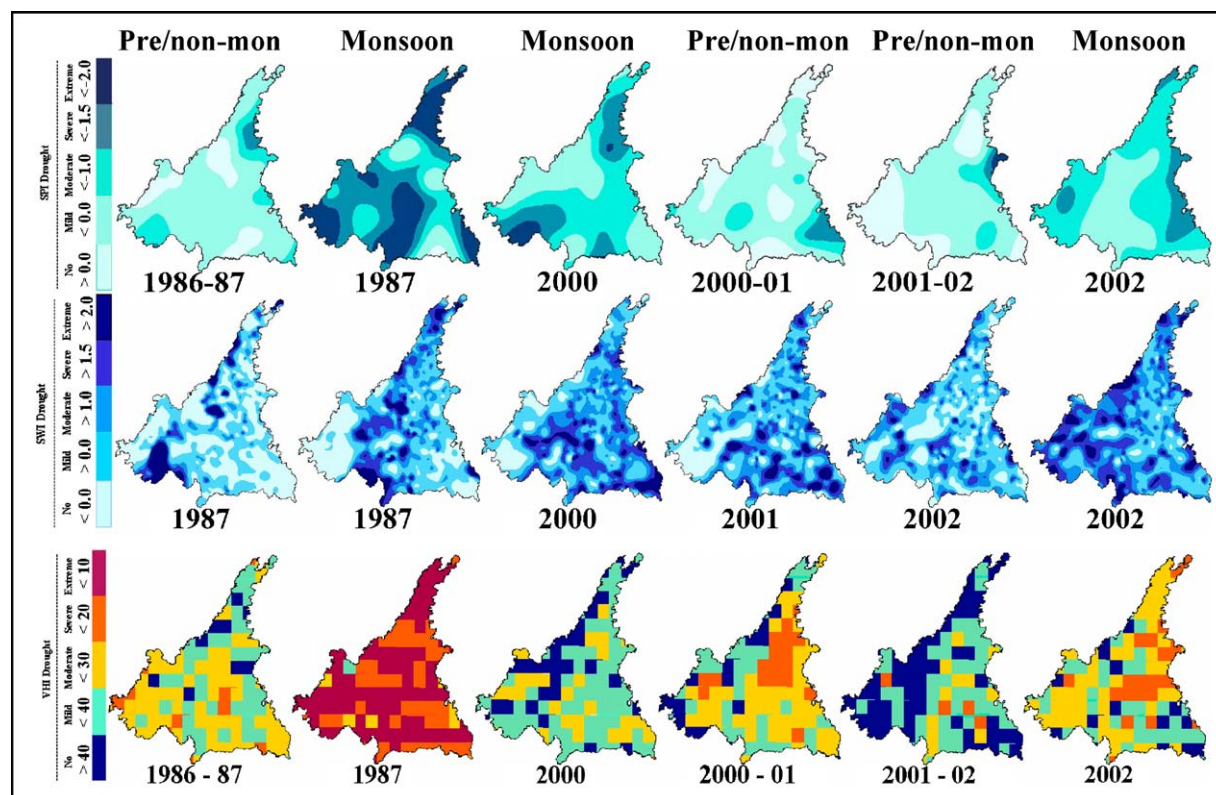 Pre/non-mon Monsoon Monsoon Pre/non-mon Pre/non-mon Monsoon
SPI Drought
No Mild Moderate Severe Extreme
> 0.0 < 0.0 <-1.0 <-1.5 <-2.0
1986-87 1987 2000 2000-01 2001-02 2002
SWI Drought
No Mild Moderate Severe Extreme
< 0.0 > 0.0 > 1.0 > 1.5 > 2.0
1987 1987 2000 2001 2002 2002
VHI Drought
No Mild Moderate Severe Extreme
>40 < 40 < 30 < 20 < 10
1986 - 87 1987 2000 2000 - 01 2001 - 02 2002